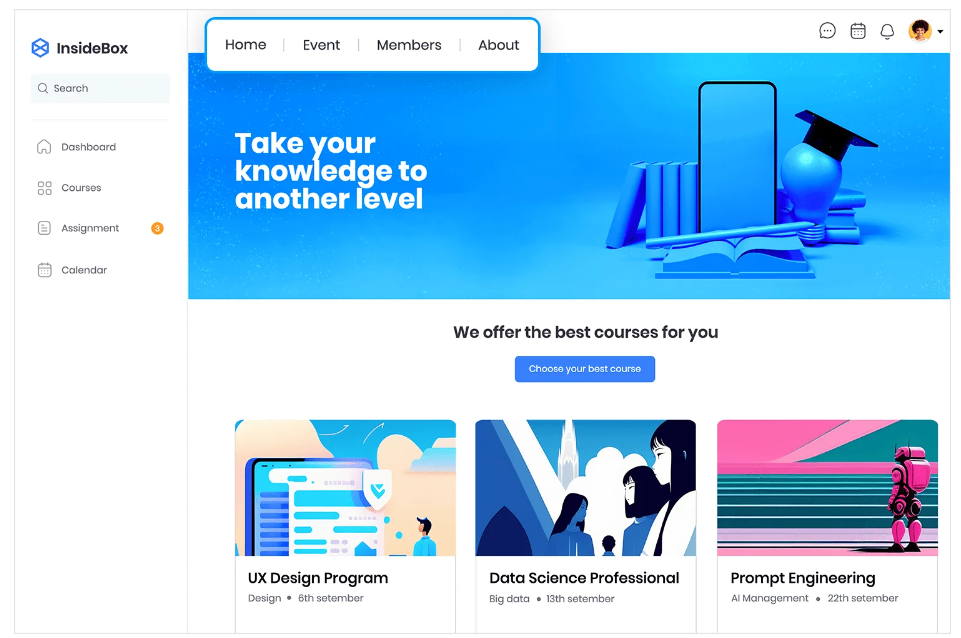 InsideBox
Search
Dashboard
Courses
Assignment 3
Calendar
Home Event Members About
Take your
knowledge to
another level
We offer the best courses for you
Choose your best course
UX Design Program
Design • 6th setember
Data Science Professional
Big data • 13th setember
Prompt Engineering
AI Management • 22th setember